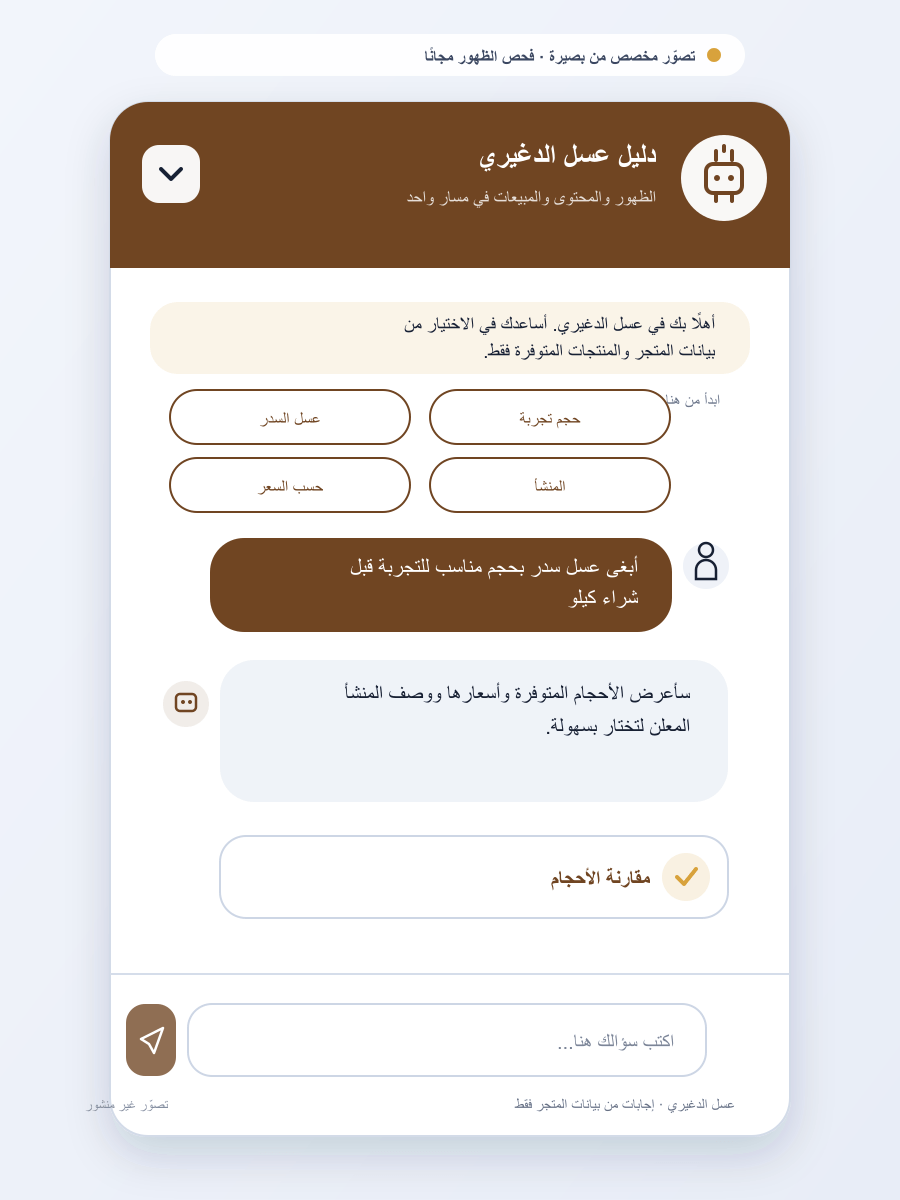 تصوّر مخصص من بصيرة · فحص الظهور مجانًا
دليل عسل الدغيري
الظهور والمحتوى والمبيعات في مسار واحد
أهلًا بك في عسل الدغيري. أساعدك في الاختيار من
بيانات المتجر والمنتجات المتوفرة فقط.
ابدأ من هنا
حجم تجربة
عسل السدر
المنشأ
حسب السعر
أبغى عسل سدر بحجم مناسب للتجربة قبل
شراء كيلو
سأعرض الأحجام المتوفرة وأسعارها ووصف المنشأ
المعلن لتختار بسهولة.
مقارنة الأحجام
اكتب سؤالك هنا...
عسل الدغيري · إجابات من بيانات المتجر فقط
تصوّر غير منشور